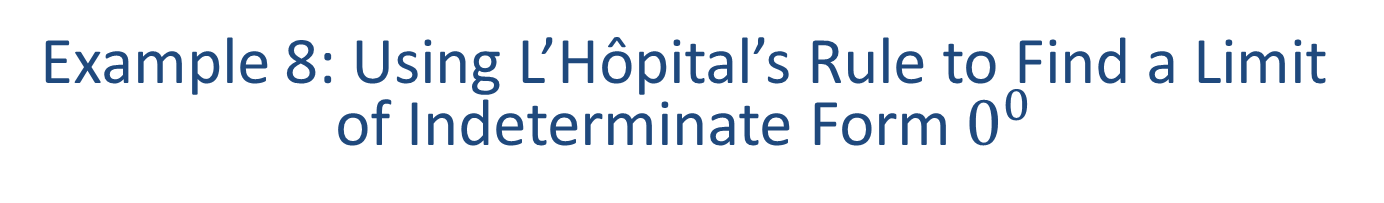 Example 8: Using L’Hôpital’s Rule to Find a Limit
of Indeterminate Form 0⁰